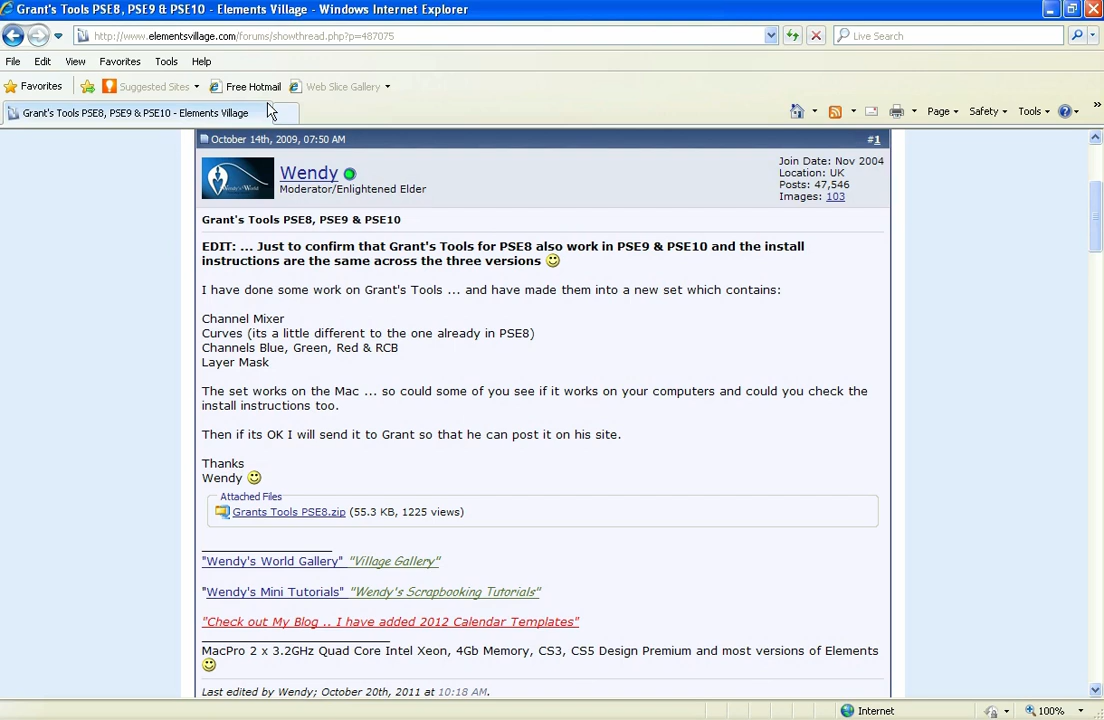 Grant's Tools PSE8, PSE9 & PSE10 - Elements Village - Windows Internet Explorer
http://www.elementsvillage.com/forums/showthread.php?p=487075
Live Search
File Edit View Favorites Tools Help
Favorites Suggested Sites Free Hotmail Web Slice Gallery
Grant's Tools PSE8, PSE9 & PSE10 - Elements Village
Page Safety Tools
October 14th, 2009, 07:50 AM #1
Wendy
Moderator/Enlightened Elder
Wendy's World
Join Date: Nov 2004
Location: UK
Posts: 47,546
Images: 103
Grant's Tools PSE8, PSE9 & PSE10
EDIT: ... Just to confirm that Grant's Tools for PSE8 also work in PSE9 & PSE10 and the install
instructions are the same across the three versions
I have done some work on Grant's Tools ... and have made them into a new set which contains:
Channel Mixer
Curves (its a little different to the one already in PSE8)
Channels Blue, Green, Red & RCB
Layer Mask
The set works on the Mac ... so could some of you see if it works on your computers and could you check the
install instructions too.
Then if its OK I will send it to Grant so that he can post it on his site.
Thanks
Wendy
Attached Files
Grants Tools PSE8.zip (55.3 KB, 1225 views)
"Wendy's World Gallery" "Village Gallery"
"Wendy's Mini Tutorials" "Wendy's Scrapbooking Tutorials"
"Check out My Blog .. I have added 2012 Calendar Templates"
MacPro 2 x 3.2GHz Quad Core Intel Xeon, 4Gb Memory, CS3, CS5 Design Premium and most versions of Elements
Last edited by Wendy; October 20th, 2011 at 10:18 AM.
Internet 100%